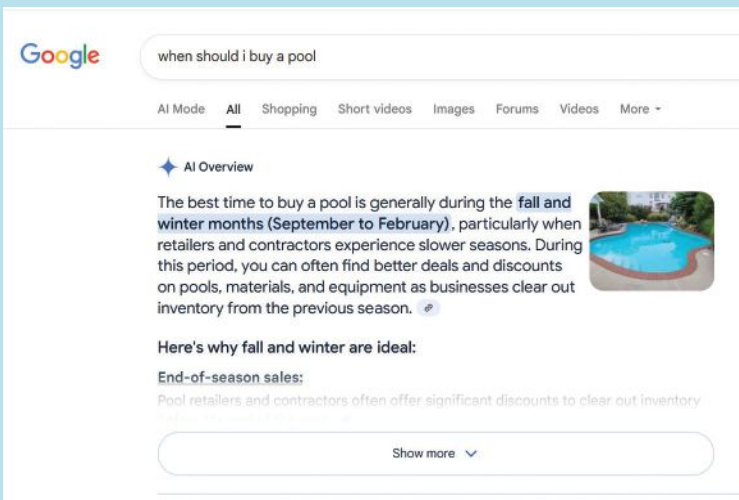 Google
when should i buy a pool
AI Mode All Shopping Short videos Images Forums Videos More
AI Overview
The best time to buy a pool is generally during the fall and
winter months (September to February), particularly when
retailers and contractors experience slower seasons. During
this period, you can often find better deals and discounts
on pools, materials, and equipment as businesses clear out
inventory from the previous season.
Here's why fall and winter are ideal:
End-of-season sales:
Pool retailers and contractors often offer significant discounts to clear out inventory
Show more